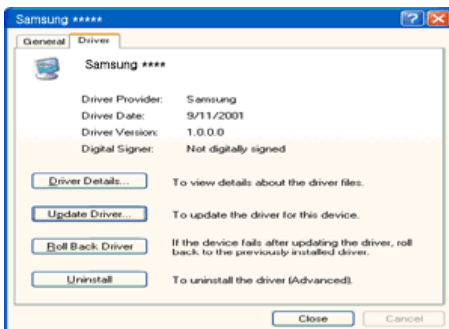 Samsung *****
General Driver
Samsung ****
Driver Provider: Samsung
Driver Date: 9/11/2001
Driver Version: 1.0.0.0
Digital Signer: Not digitally signed
Driver Details... To view details about the driver files.
Update Driver... To update the driver for this device.
Roll Back Driver If the device fails after updating the driver, roll
back to the previously installed driver.
Uninstall To uninstall the driver (Advanced).
Close Cancel